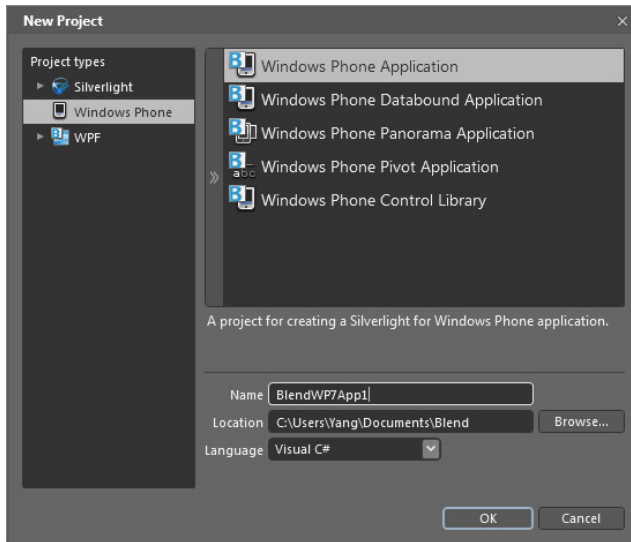 New Project
Project types
Silverlight
Windows Phone
WPF
Windows Phone Application
Windows Phone Databound Application
Windows Phone Panorama Application
Windows Phone Pivot Application
Windows Phone Control Library
A project for creating a Silverlight for Windows Phone application.
Name BlendWP7App1
Location C:\Users\Yang\Documents\Blend Browse...
Language Visual C#
OK Cancel